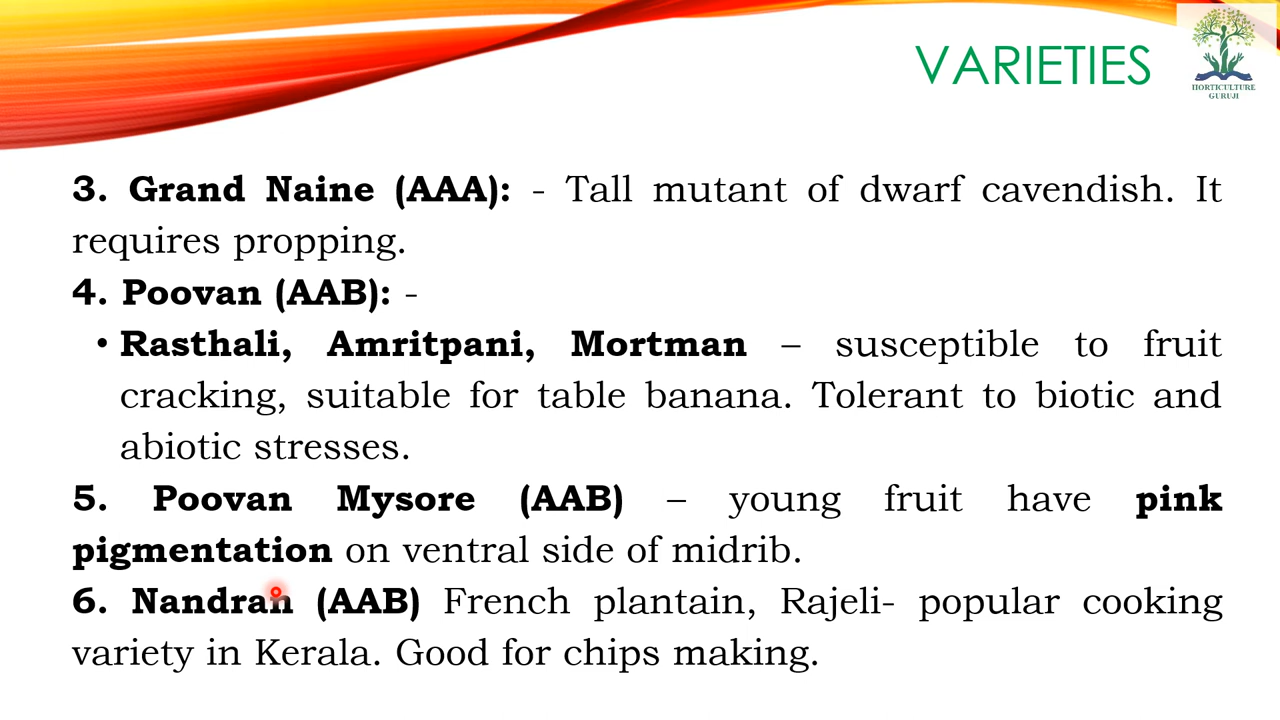 VARIETIES
HORTICULTURE
GURUJI
3. Grand Naine (AAA): - Tall mutant of dwarf cavendish. It
requires propping.
4. Poovan (AAB): -
• Rasthali, Amritpani, Mortman – susceptible to fruit
cracking, suitable for table banana. Tolerant to biotic and
abiotic stresses.
5. Poovan Mysore (AAB) – young fruit have pink
pigmentation on ventral side of midrib.
6. Nandran (AAB) French plantain, Rajeli- popular cooking
variety in Kerala. Good for chips making.